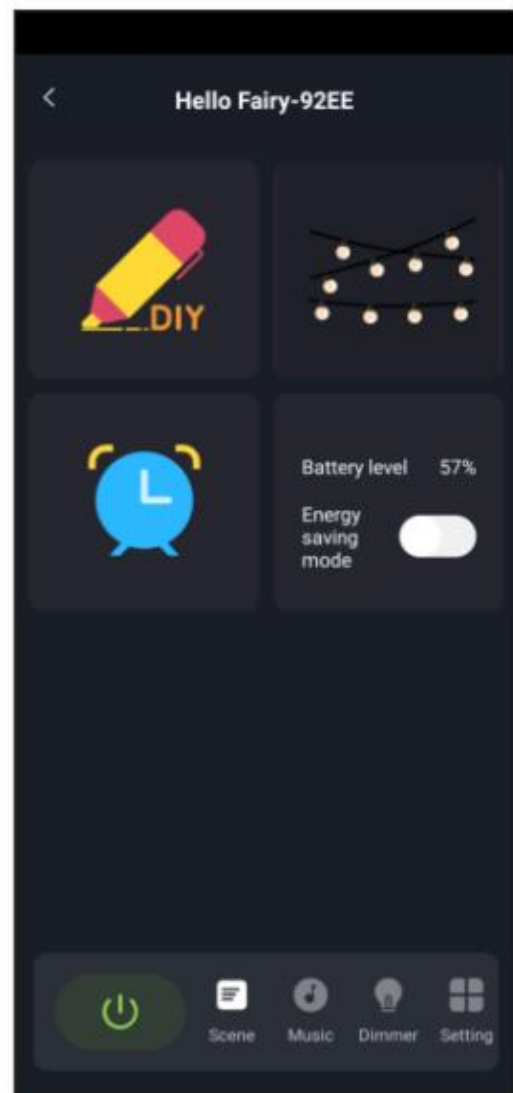 Hello Fairy-92EE
DIY
Battery level 57%
Energy
saving
mode
Scene Music Dimmer Setting